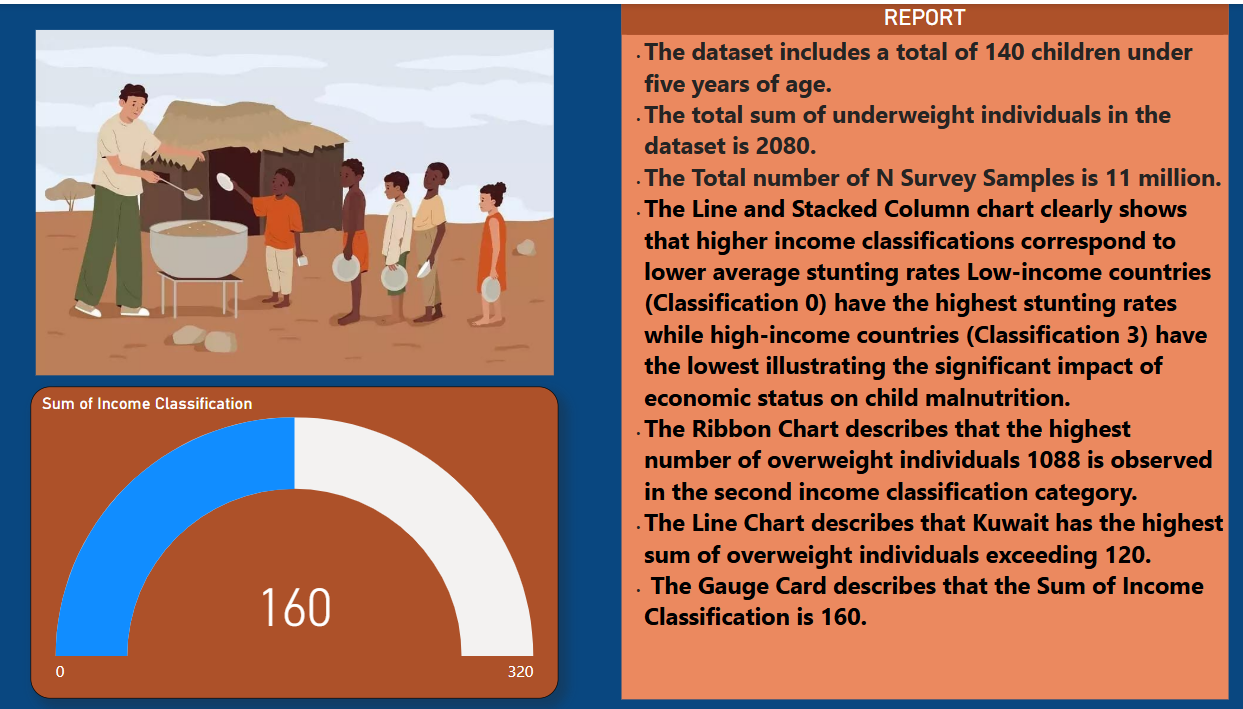 REPORT
. The dataset includes a total of 140 children under
five years of age.
. The total sum of underweight individuals in the
dataset is 2080.
. The Total number of N Survey Samples is 11 million.
. The Line and Stacked Column chart clearly shows
that higher income classifications correspond to
lower average stunting rates Low-income countries
(Classification 0) have the highest stunting rates
while high-income countries (Classification 3) have
the lowest illustrating the significant impact of
economic status on child malnutrition.
. The Ribbon Chart describes that the highest
number of overweight individuals 1088 is observed
in the second income classification category.
. The Line Chart describes that Kuwait has the highest
sum of overweight individuals exceeding 120.
. The Gauge Card describes that the Sum of Income
Classification is 160.
Sum of Income Classification
160
0
320